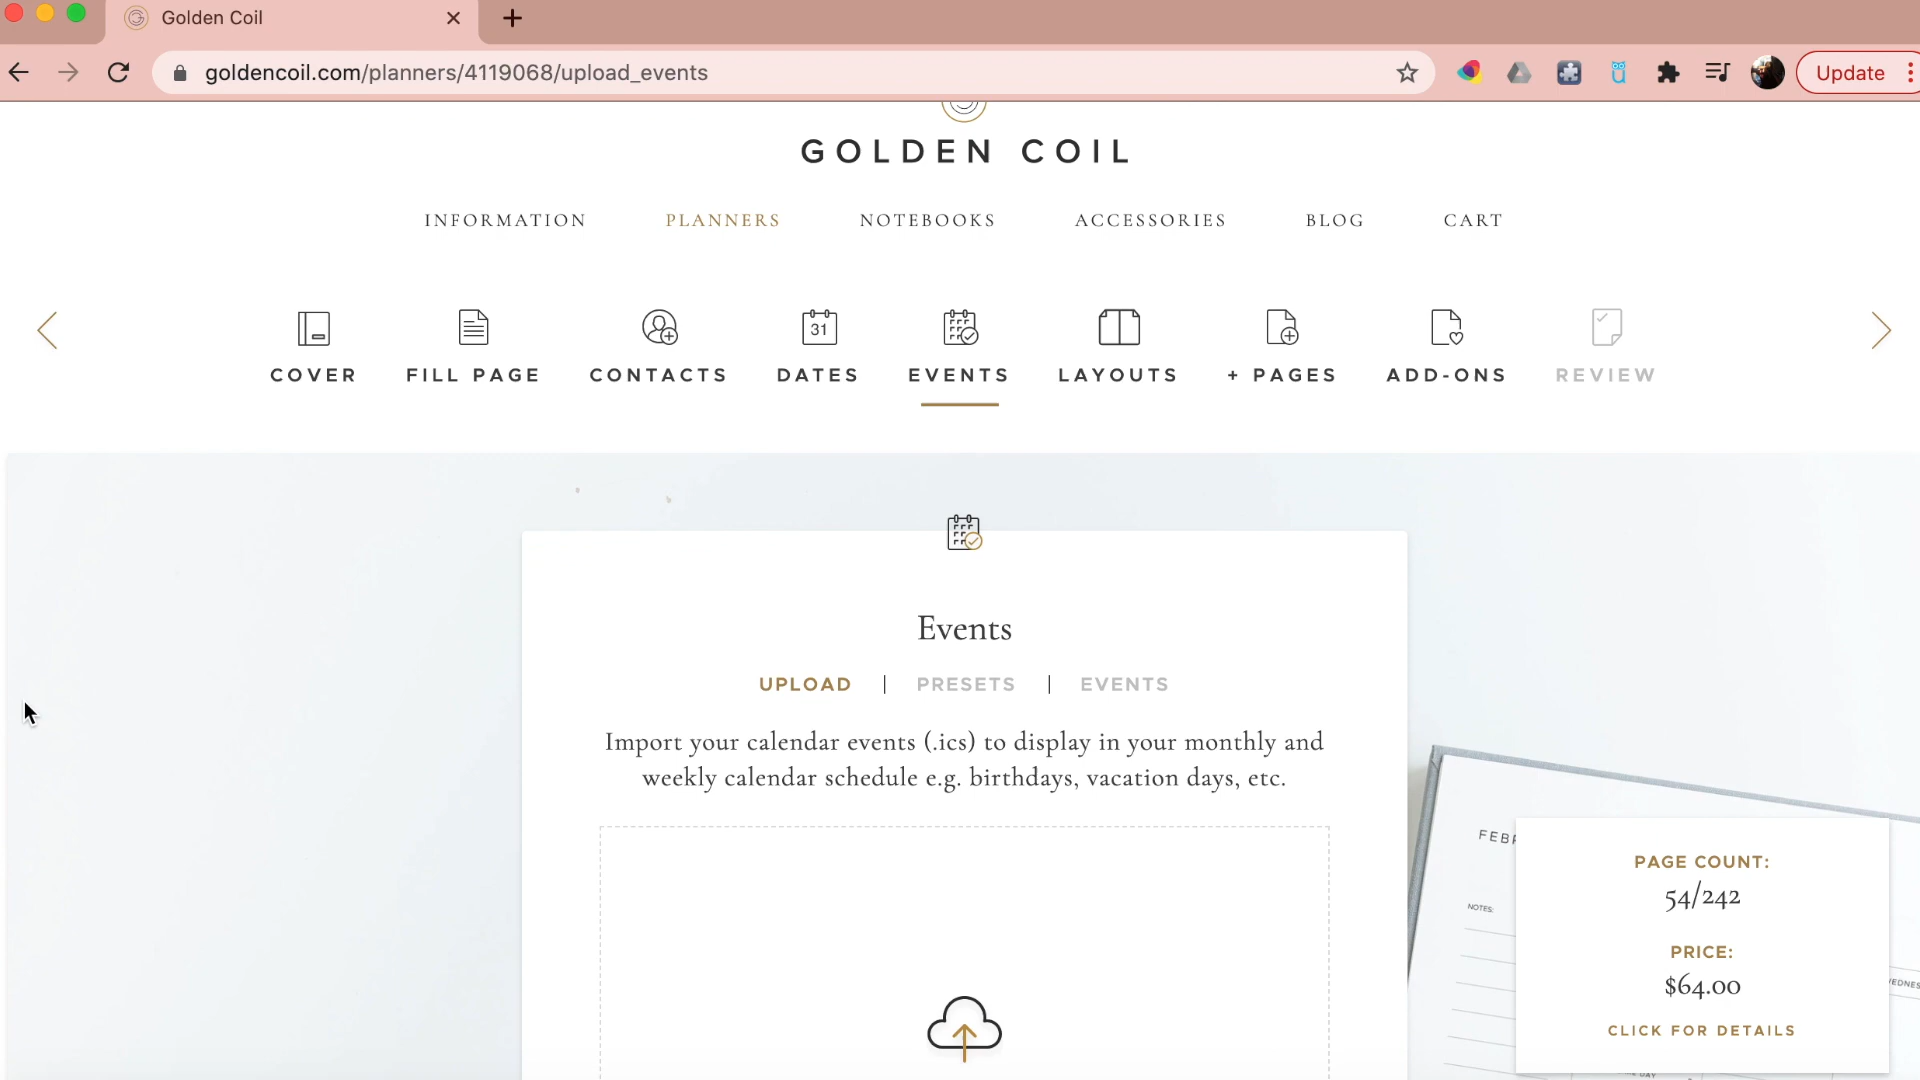 Golden Coil
goldencoil.com/planners/4119068/upload_events
Update
GOLDEN COIL
INFORMATION PLANNERS NOTEBOOKS ACCESSORIES BLOG CART
31
COVER FILL PAGE CONTACTS DATES EVENTS LAYOUTS + PAGES ADD-ONS REVIEW
Events
UPLOAD | PRESETS | EVENTS
Import your calendar events (.ics) to display in your monthly and
weekly calendar schedule e.g. birthdays, vacation days, etc.
FEBR
NOTES:
PAGE COUNT:
54/242
PRICE:
$64.00
CLICK FOR DETAILS